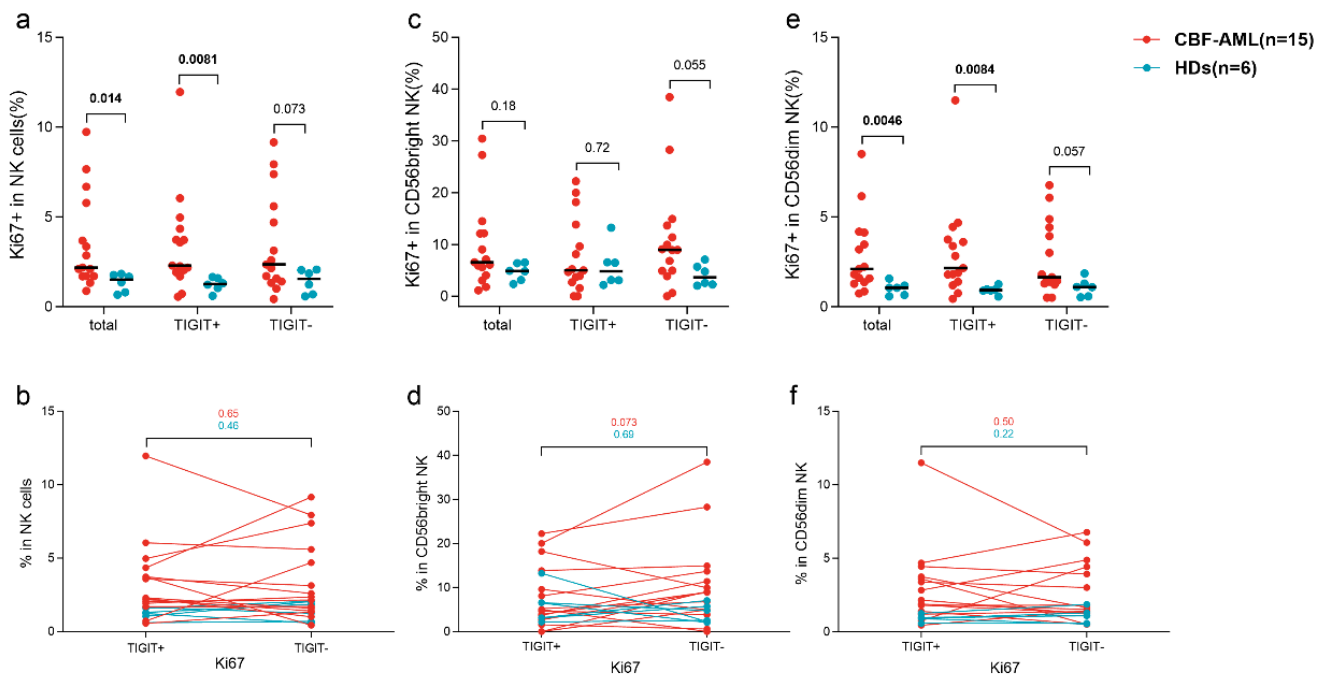 a
c
e
CBF-AML(n=15)
HDs(n=6)
Ki67+ in NK cells(%)
15
10
5
0
0.014
0.0081
0.073
total
TIGIT+
TIGIT-
Ki67+ in CD56bright NK(%)
50
40
30
20
10
0
0.18
0.72
0.055
total
TIGIT+
TIGIT-
Ki67+ in CD56dim NK(%)
15
10
5
0
0.0046
0.0084
0.057
total
TIGIT+
TIGIT-
b
% in NK cells
15
10
5
0
0.65
0.46
TIGIT+
TIGIT-
Ki67
d
% in CD56bright NK
50
40
30
20
10
0
0.073
0.69
TIGIT+
TIGIT-
Ki67
f
% in CD56dim NK
15
10
5
0
0.50
0.22
TIGIT+
TIGIT-
Ki67